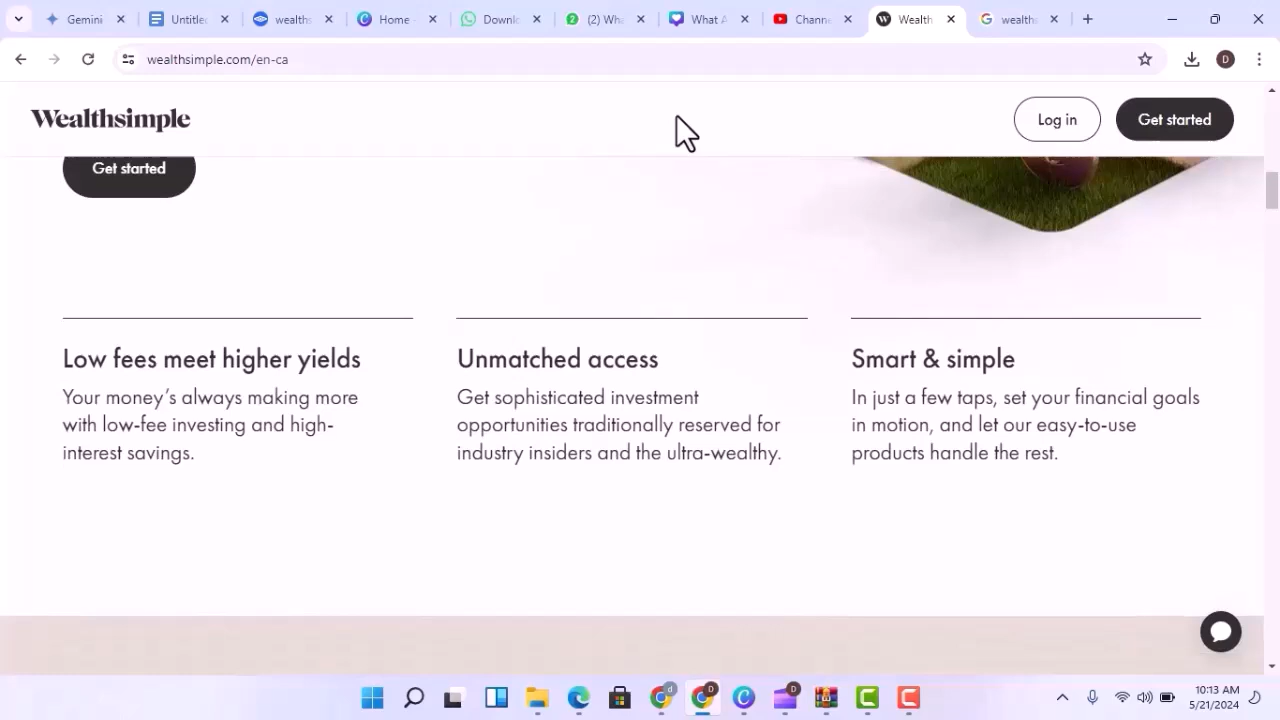 Gemini
Untitled
wealths
Home -
Downlo
(2) Wha
What A
Channe
Wealth
wealths
wealthsimple.com/en-ca
D
Wealthsimple
Log in
Get started
Get started
Low fees meet higher yields
Your money's always making more
with low-fee investing and high-
interest savings.
Unmatched access
Get sophisticated investment
opportunities traditionally reserved for
industry insiders and the ultra-wealthy.
Smart & simple
In just a few taps, set your financial goals
in motion, and let our easy-to-use
products handle the rest.
10:13 AM
5/21/2024